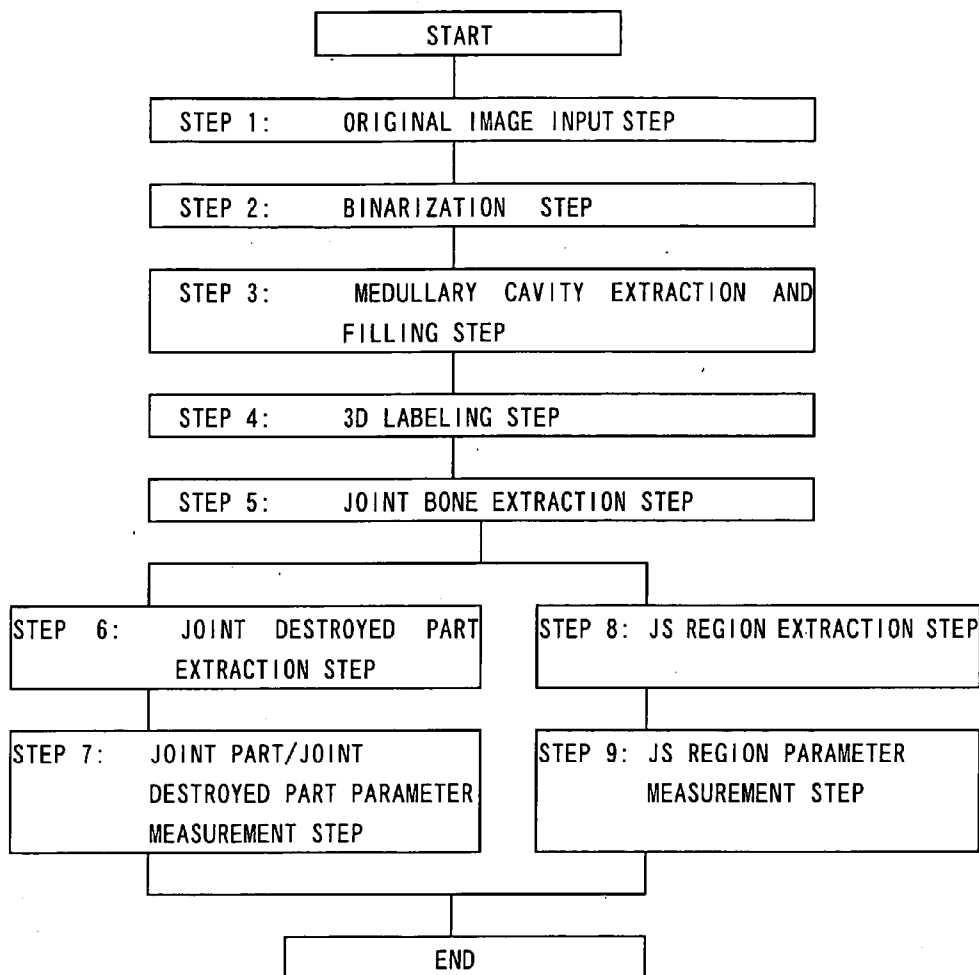 START
STEP 1: ORIGINAL IMAGE INPUT STEP
STEP 2: BINARIZATION STEP
STEP 3: MEDULLARY CAVITY EXTRACTION AND
FILLING STEP
STEP 4: 3D LABELING STEP
STEP 5: JOINT BONE EXTRACTION STEP
STEP 6: JOINT DESTROYED PART
EXTRACTION STEP
STEP 7: JOINT PART/JOINT
DESTROYED PART PARAMETER
MEASUREMENT STEP
STEP 8: JS REGION EXTRACTION STEP
STEP 9: JS REGION PARAMETER
MEASUREMENT STEP
END